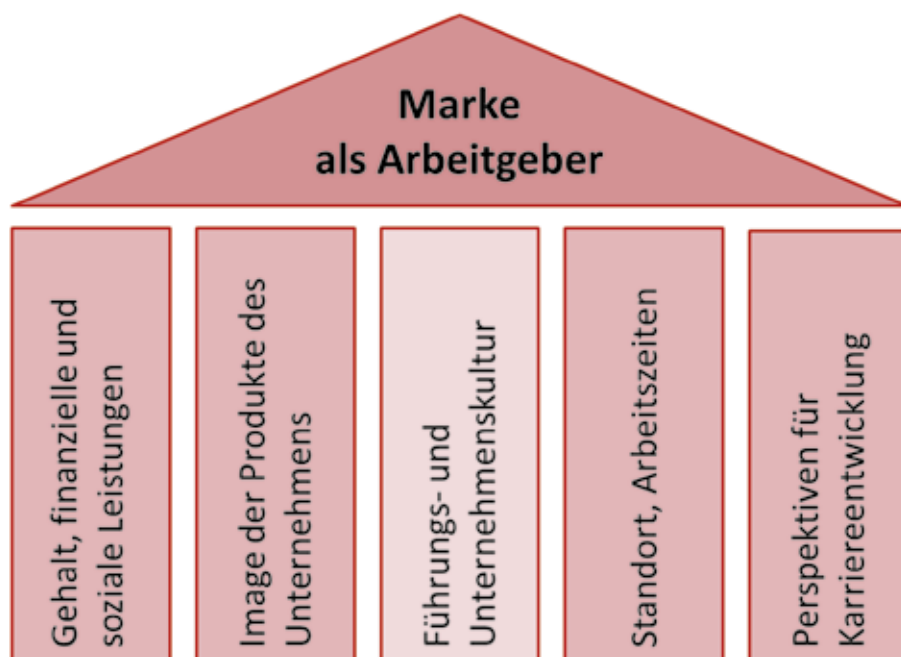 Marke
als Arbeitgeber
Gehalt, finanzielle und
soziale Leistungen
Image der Produkte des
Unternehmens
Führungs- und
Unternehmenskultur
Standort, Arbeitszeiten
Perspektiven für
Karriereentwicklung